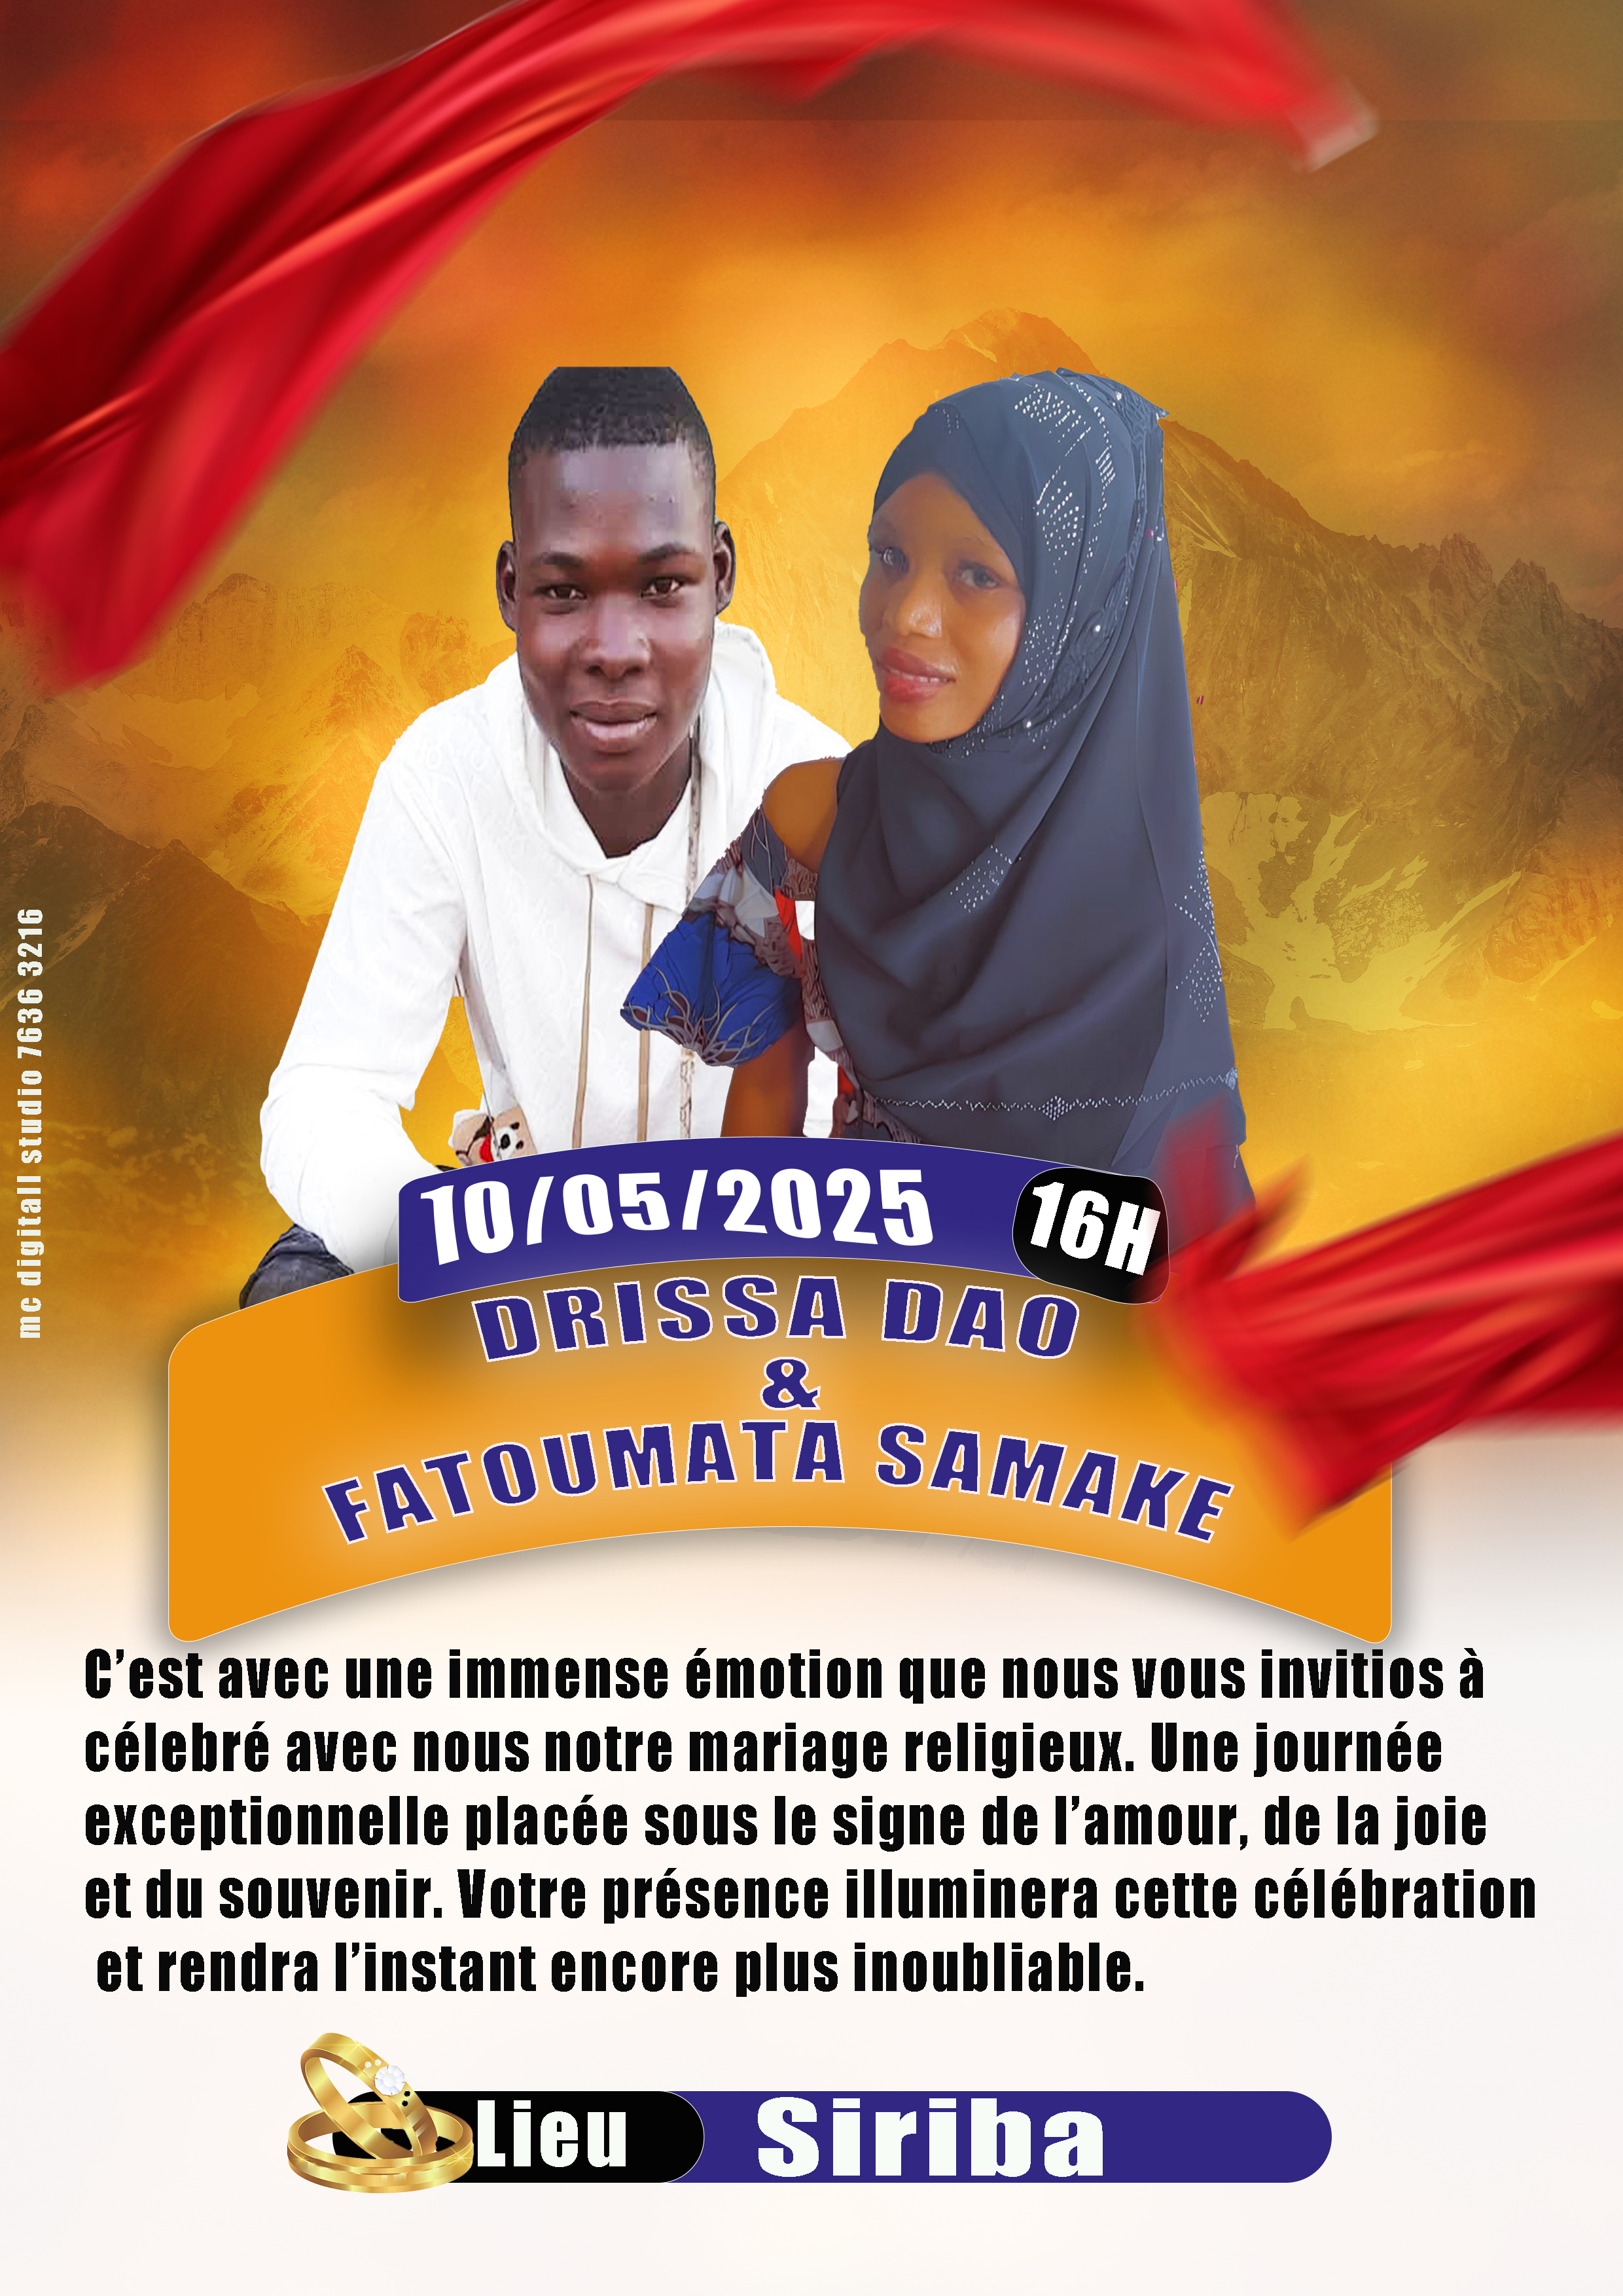 mc digitall studio 7636 3216
10/05/2025 16H
DRISSA DAO
&
FATOUMATA SAMAKE
C’est avec une immense émotion que nous vous invitios à
célebré avec nous notre mariage religieux. Une journée
exceptionnelle placée sous le signe de l’amour, de la joie
et du souvenir. Votre présence illuminera cette célébration
et rendra l’instant encore plus inoubliable.
Lieu Siriba